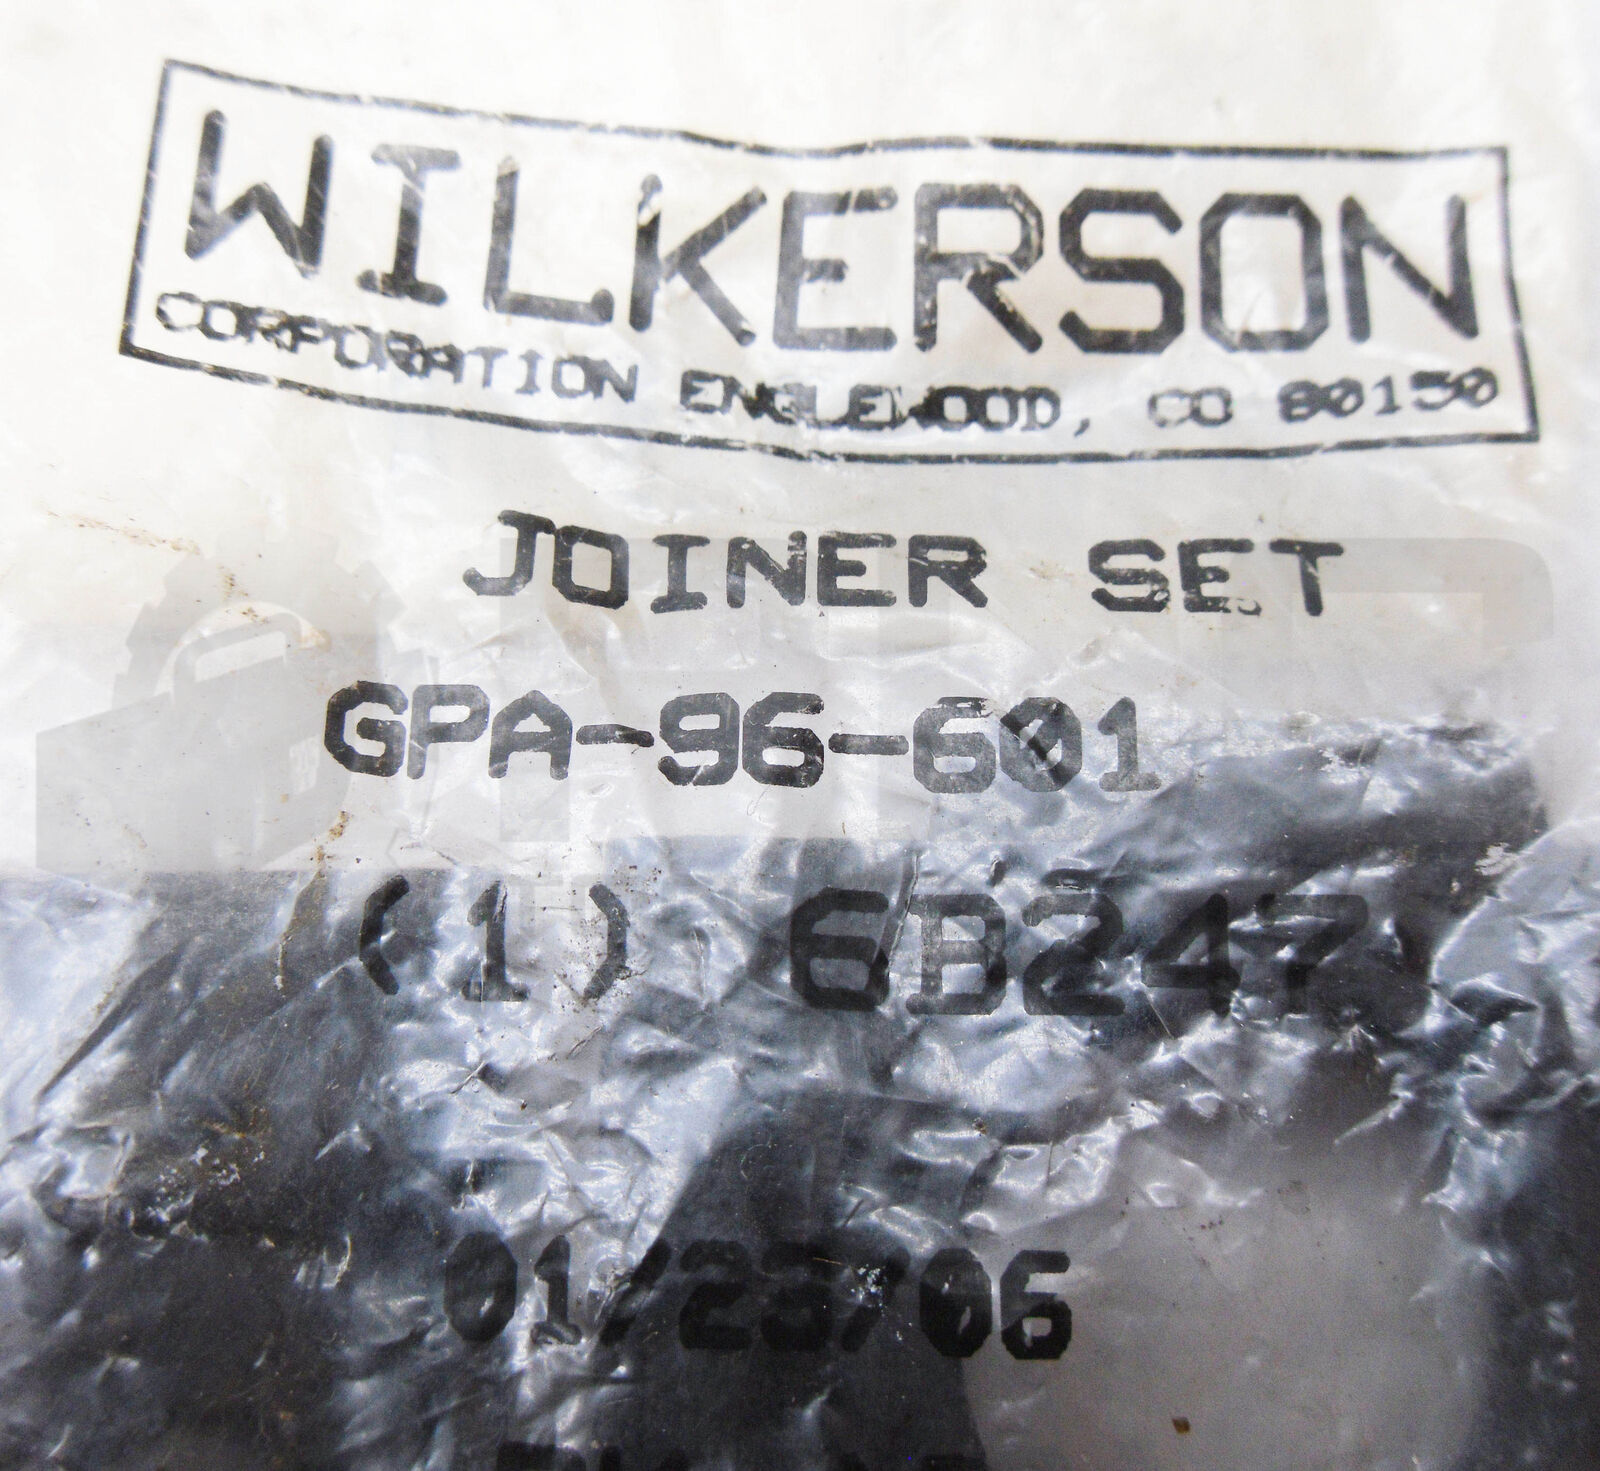 WILKERSON
CORPORATION ENGLEWOOD, CO 80150
JOINER SET
GPA-96-601
(1) 6B247
01/23/06